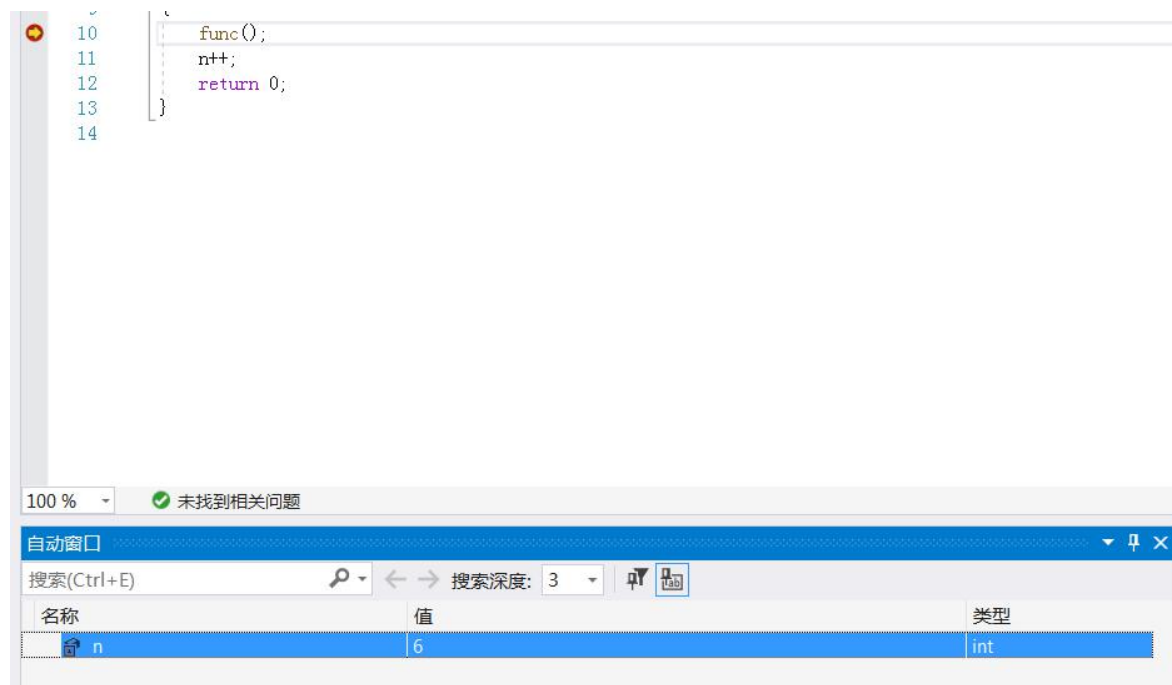 10 func();
11 n++;
12 return 0;
13 }
14
100 % 未找到相关问题
自动窗口
搜索(Ctrl+E) 搜索深度: 3
名称 值 类型
n 6 int